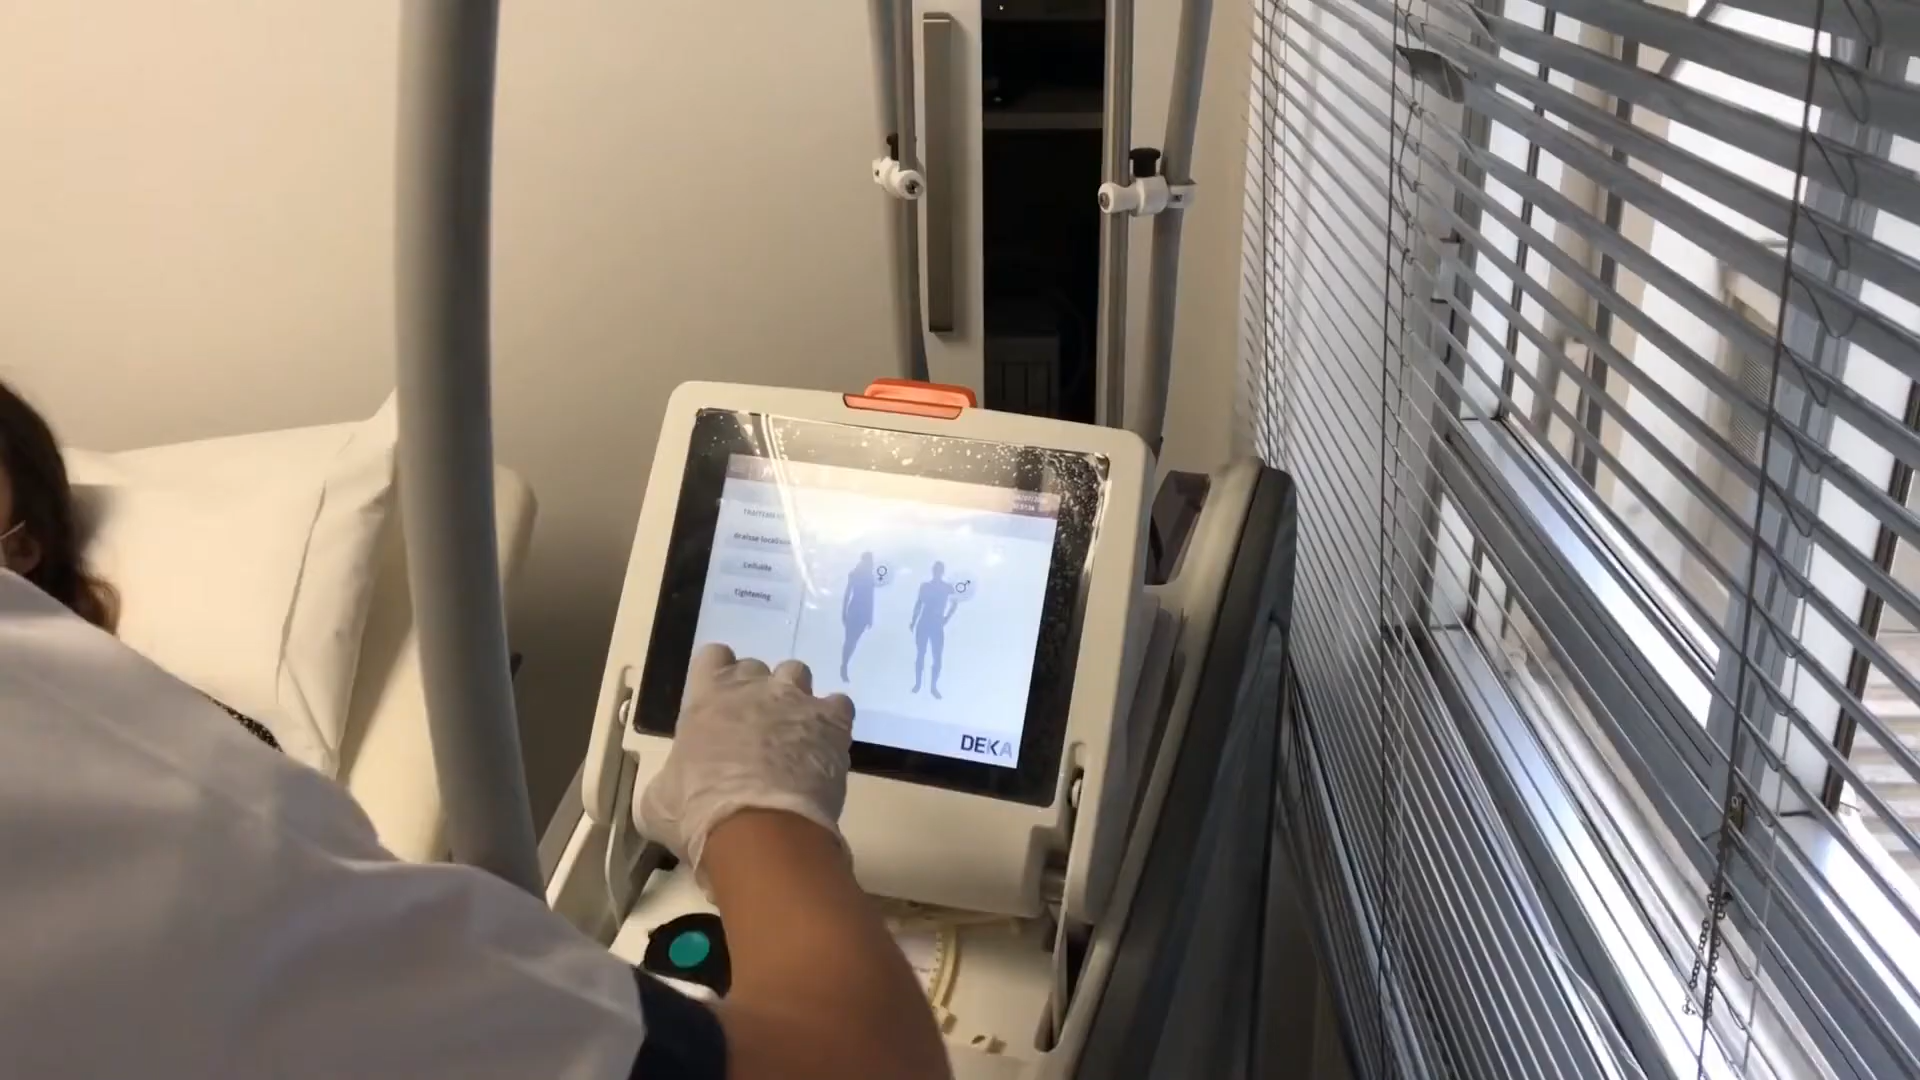 TRAITEMENT
Graisse localisée
Cellulite
tightening
♀
♂
DEKA